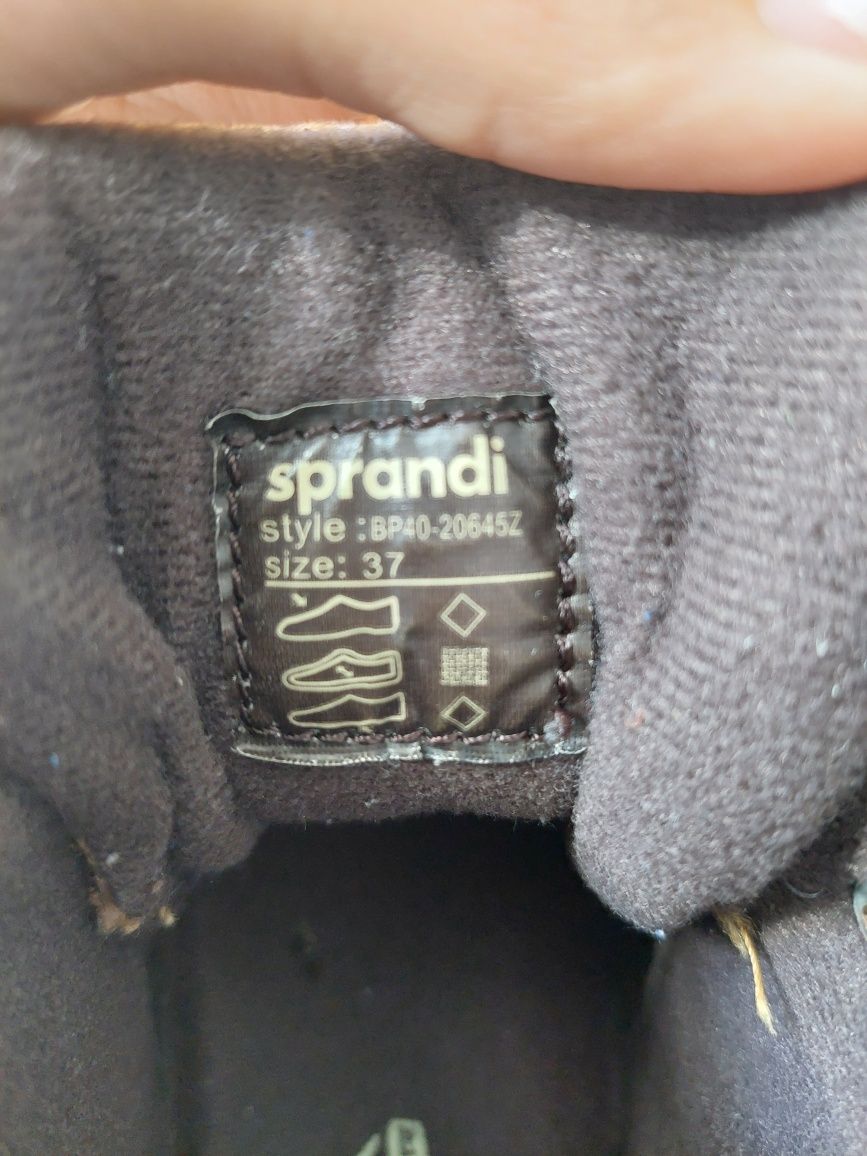 sprandi
style :BP40-20645Z
size: 37